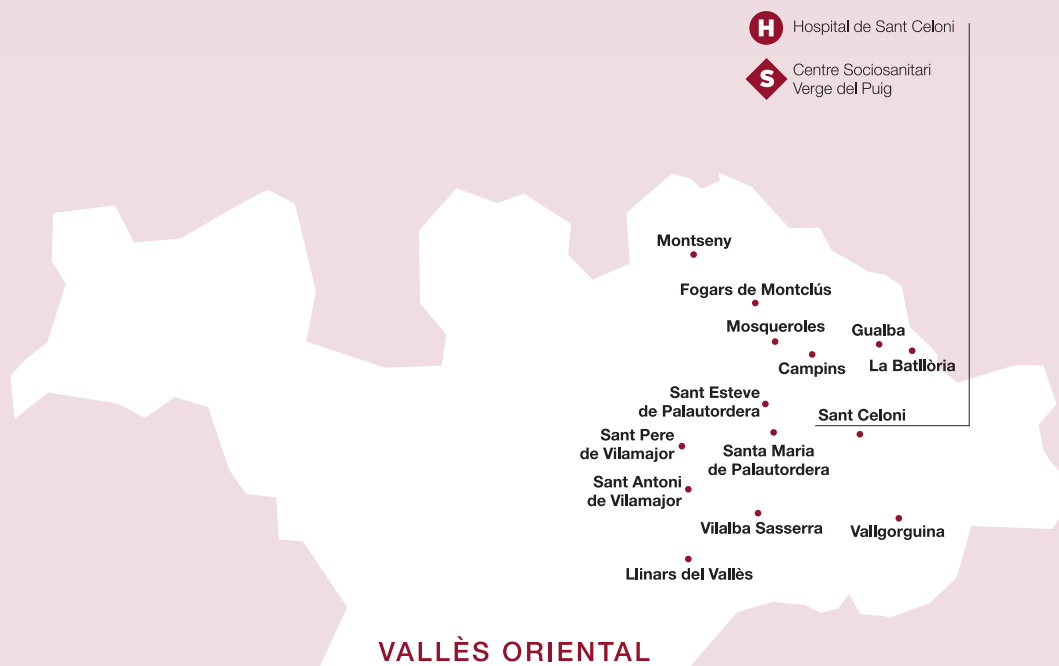 H Hospital de Sant Celoni
S Centre Sociosanitari
Verge del Puig
Montseny
Fogars de Montclús
Mosqueroles
Gualba
Campins
La Batllòria
Sant Esteve
de Palautordera
Sant Celoni
Sant Pere
de Vilamajor
Santa Maria
de Palautordera
Sant Antoni
de Vilamajor
Vilalba Sasserra
Vallgorguina
Llinars del Vallès
VALLÈS ORIENTAL